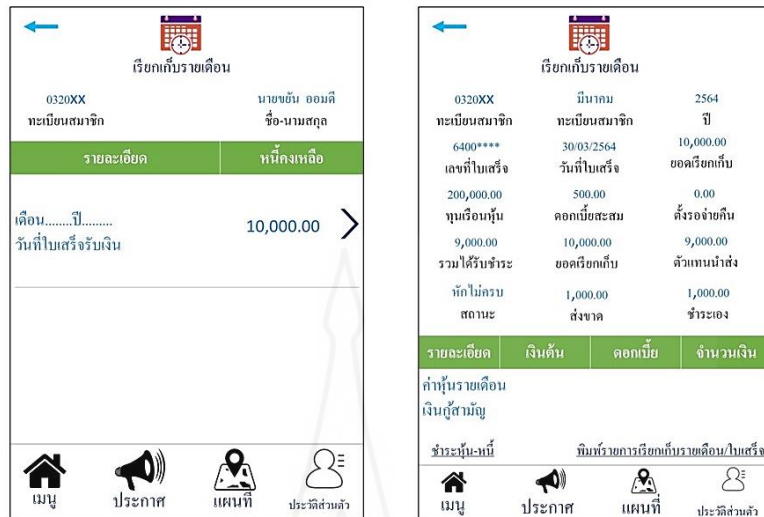 เรียกเก็บรายเดือน
0320XX นายขยัน ออมดี
ทะเบียนสมาชิก ชื่อ-นามสกุล
รายละเอียด หนี้คงเหลือ
เดือน........ปี.........
วันที่ใบเสร็จรับเงิน
10,000.00
เมนู ประกาศ แผนที่ ประวัติส่วนตัว
เรียกเก็บรายเดือน
0320XX มีนาคม 2564
ทะเบียนสมาชิก ทะเบียนสมาชิก ปี
6400**** 30/03/2564 10,000.00
เลขที่ใบเสร็จ วันที่ใบเสร็จ ยอดเรียกเก็บ
200,000.00 500.00 0.00
ทุนเรือนหุ้น ดอกเบี้ยสะสม ตั้งรอจ่ายคืน
9,000.00 10,000.00 9,000.00
รวมได้รับชำระ ยอดเรียกเก็บ ตัวแทนนำส่ง
หักไม่ครบ 1,000.00 1,000.00
สถานะ ส่งขาด ชำระเอง
รายละเอียด เงินต้น ดอกเบี้ย จำนวนเงิน
ค่าหุ้นรายเดือน
เงินกู้สามัญ
ชำระหุ้น-หนี้ พิมพ์รายการเรียกเก็บรายเดือน/ใบเสร็จ
เมนู ประกาศ แผนที่ ประวัติส่วนตัว